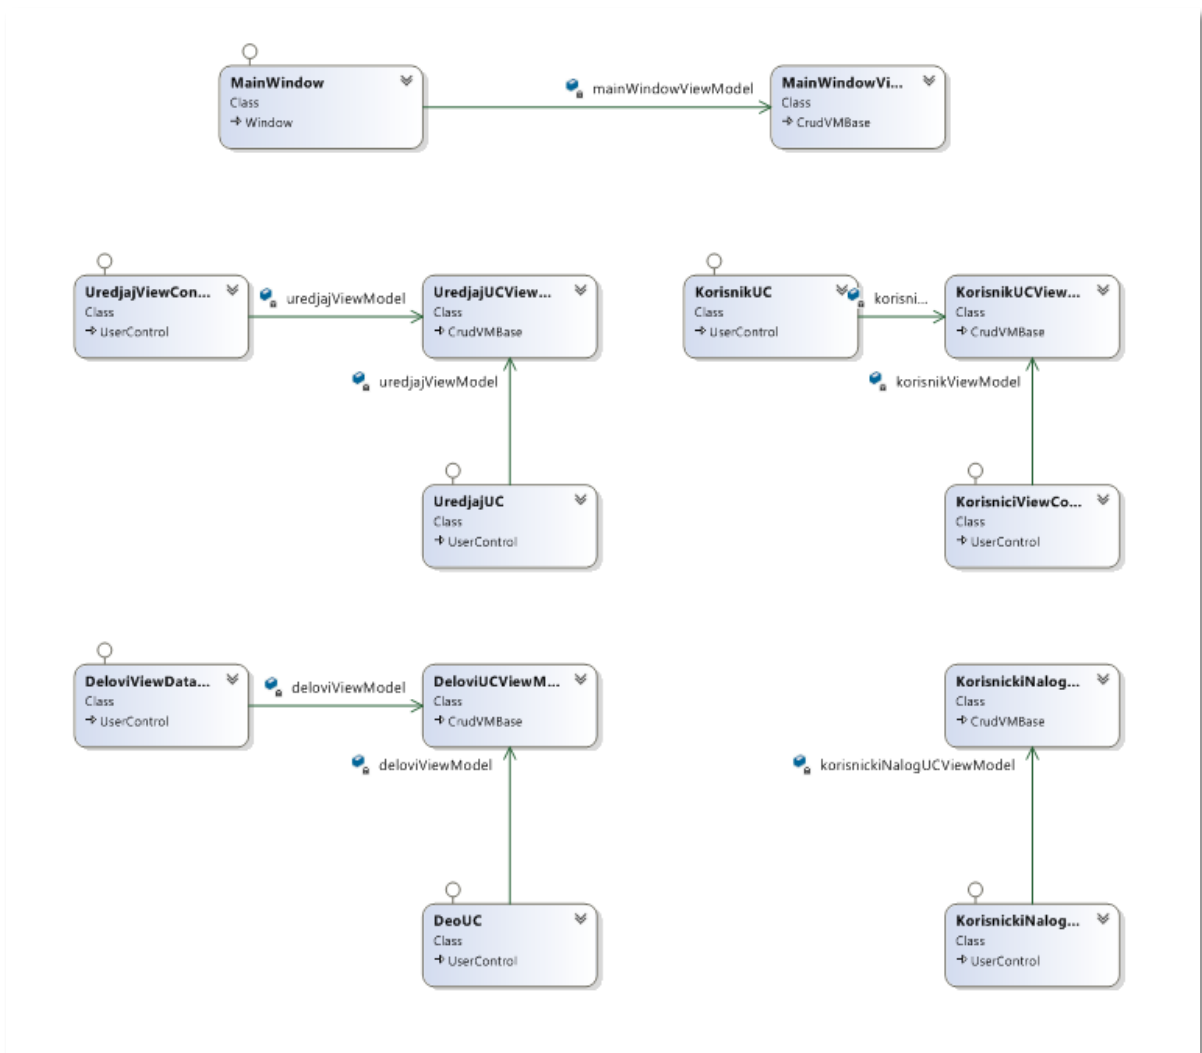 MainWindow
Class
Window
mainWindowViewModel
MainWindowVi...
Class
CrudVMBase
UredjajViewCon...
Class
UserControl
uredjajViewModel
UredjajUCView...
Class
CrudVMBase
KorisnikUC
Class
UserControl
korisni...
KorisnikUCView...
Class
CrudVMBase
uredjajViewModel
korisnikViewModel
UredjajUC
Class
UserControl
KorisniciViewCo...
Class
UserControl
DeloviViewData...
Class
UserControl
deloviViewModel
DeloviUCViewM...
Class
CrudVMBase
KorisnickiNalog...
Class
CrudVMBase
deloviViewModel
korisnickiNalogUCViewModel
DeoUC
Class
UserControl
KorisnickiNalog...
Class
UserControl